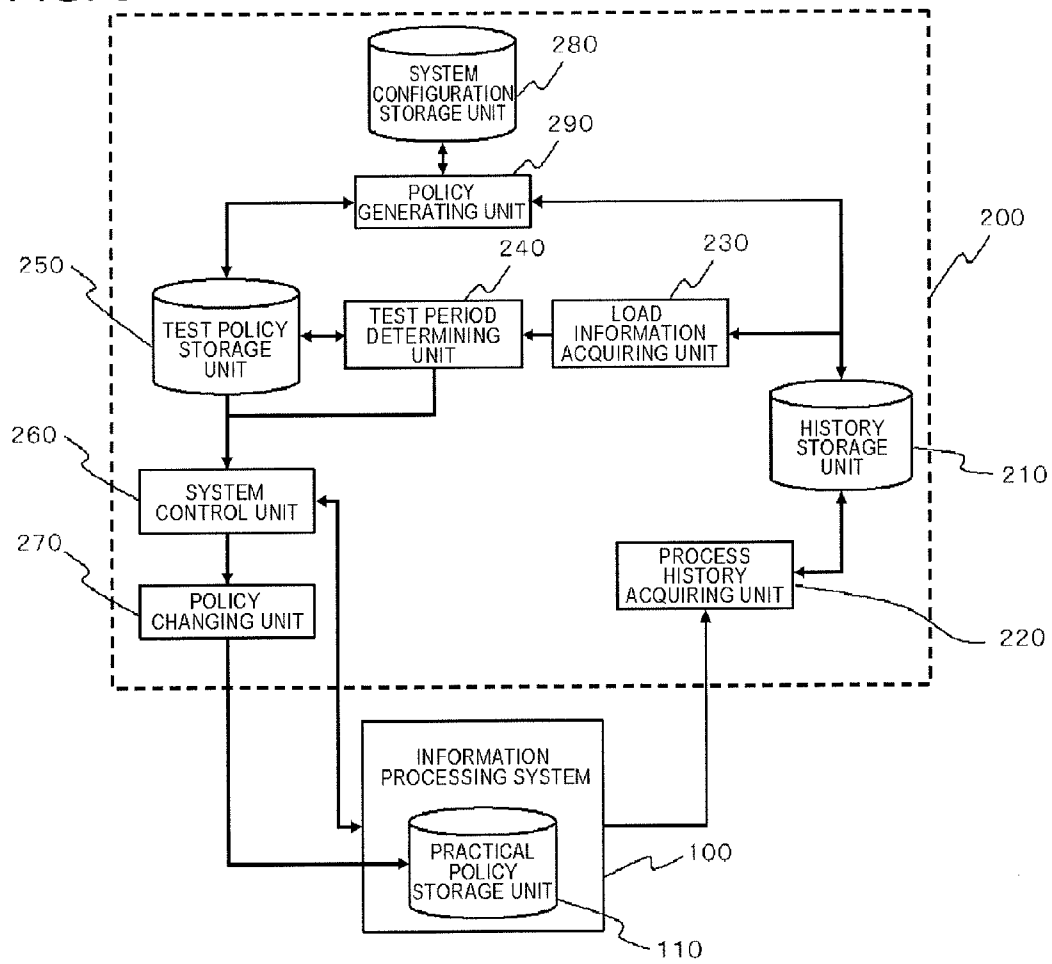 SYSTEM
CONFIGURATION
STORAGE UNIT
280
290
POLICY
GENERATING UNIT
200
250
240
230
TEST POLICY
STORAGE
UNIT
TEST PERIOD
DETERMINING
UNIT
LOAD
INFORMATION
ACQUIRING UNIT
HISTORY
STORAGE
UNIT
210
260
SYSTEM
CONTROL UNIT
270
POLICY
CHANGING UNIT
PROCESS
HISTORY
ACQUIRING UNIT
220
INFORMATION
PROCESSING SYSTEM
PRACTICAL
POLICY
STORAGE UNIT
100
110